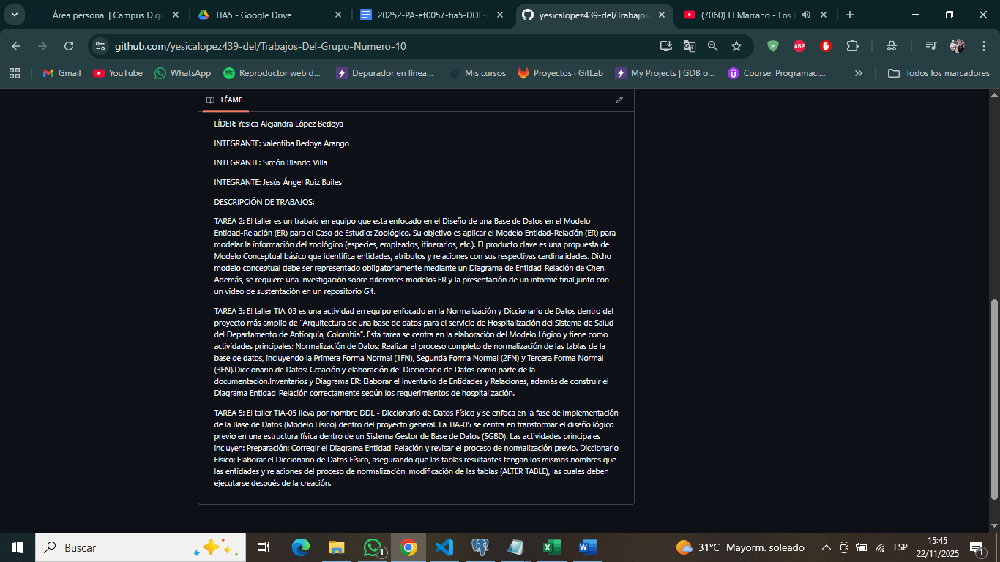 Área personal | Campus Digi
TIA5 - Google Drive
20252-PA-et0057-tia5-DDL-
yesicalopez439-del/Trabajos
(7060) El Marrano - Los
github.com/yesicalopez439-del/Trabajos-Del-Grupo-Numero-10
ABP
Gmail
YouTube
WhatsApp
Reproductor web d...
Depurador en línea...
Mis cursos
Proyectos · GitLab
My Projects | GDB o...
Course: Programaci...
Todos los marcadores
LÉAME
LÍDER: Yesica Alejandra López Bedoya
INTEGRANTE: valentiba Bedoya Arango
INTEGRANTE: Simón Blando Villa
INTEGRANTE: Jesús Ángel Ruiz Builes
DESCRIPCIÓN DE TRABAJOS:
TAREA 2: El taller es un trabajo en equipo que esta enfocado en el Diseño de una Base de Datos en el Modelo
Entidad-Relación (ER) para el Caso de Estudio: Zoológico. Su objetivo es aplicar el Modelo Entidad-Relación (ER) para
modelar la información del zoológico (especies, empleados, itinerarios, etc.). El producto clave es una propuesta de
Modelo Conceptual básico que identifica entidades, atributos y relaciones con sus respectivas cardinalidades. Dicho
modelo conceptual debe ser representado obligatoriamente mediante un Diagrama de Entidad-Relación de Chen.
Además, se requiere una investigación sobre diferentes modelos ER y la presentación de un informe final junto con
un video de sustentación en un repositorio Git.
TAREA 3: El taller TIA-03 es una actividad en equipo enfocado en la Normalización y Diccionario de Datos dentro del
proyecto más amplio de "Arquitectura de una base de datos para el servicio de Hospitalización del Sistema de Salud
del Departamento de Antioquia, Colombia". Esta tarea se centra en la elaboración del Modelo Lógico y tiene como
actividades principales: Normalización de Datos: Realizar el proceso completo de normalización de las tablas de la
base de datos, incluyendo la Primera Forma Normal (1FN), Segunda Forma Normal (2FN) y Tercera Forma Normal
(3FN).Diccionario de Datos: Creación y elaboración del Diccionario de Datos como parte de la
documentación.Inventarios y Diagrama ER: Elaborar el inventario de Entidades y Relaciones, además de construir el
Diagrama Entidad-Relación correctamente según los requerimientos de hospitalización.
TAREA 5: El taller TIA-05 lleva por nombre DDL - Diccionario de Datos Físico y se enfoca en la fase de Implementación
de la Base de Datos (Modelo Físico) dentro del proyecto general. La TIA-05 se centra en transformar el diseño lógico
previo en una estructura física dentro de un Sistema Gestor de Base de Datos (SGBD). Las actividades principales
incluyen: Preparación: Corregir el Diagrama Entidad-Relación y revisar el proceso de normalización previo. Diccionario
Físico: Elaborar el Diccionario de Datos Físico, asegurando que las tablas resultantes tengan los mismos nombres que
las entidades y relaciones del proceso de normalización. modificación de las tablas (ALTER TABLE), las cuales deben
ejecutarse después de la creación.
Buscar
1
31°C Mayorm. soleado
ESP
15:45
22/11/2025
1